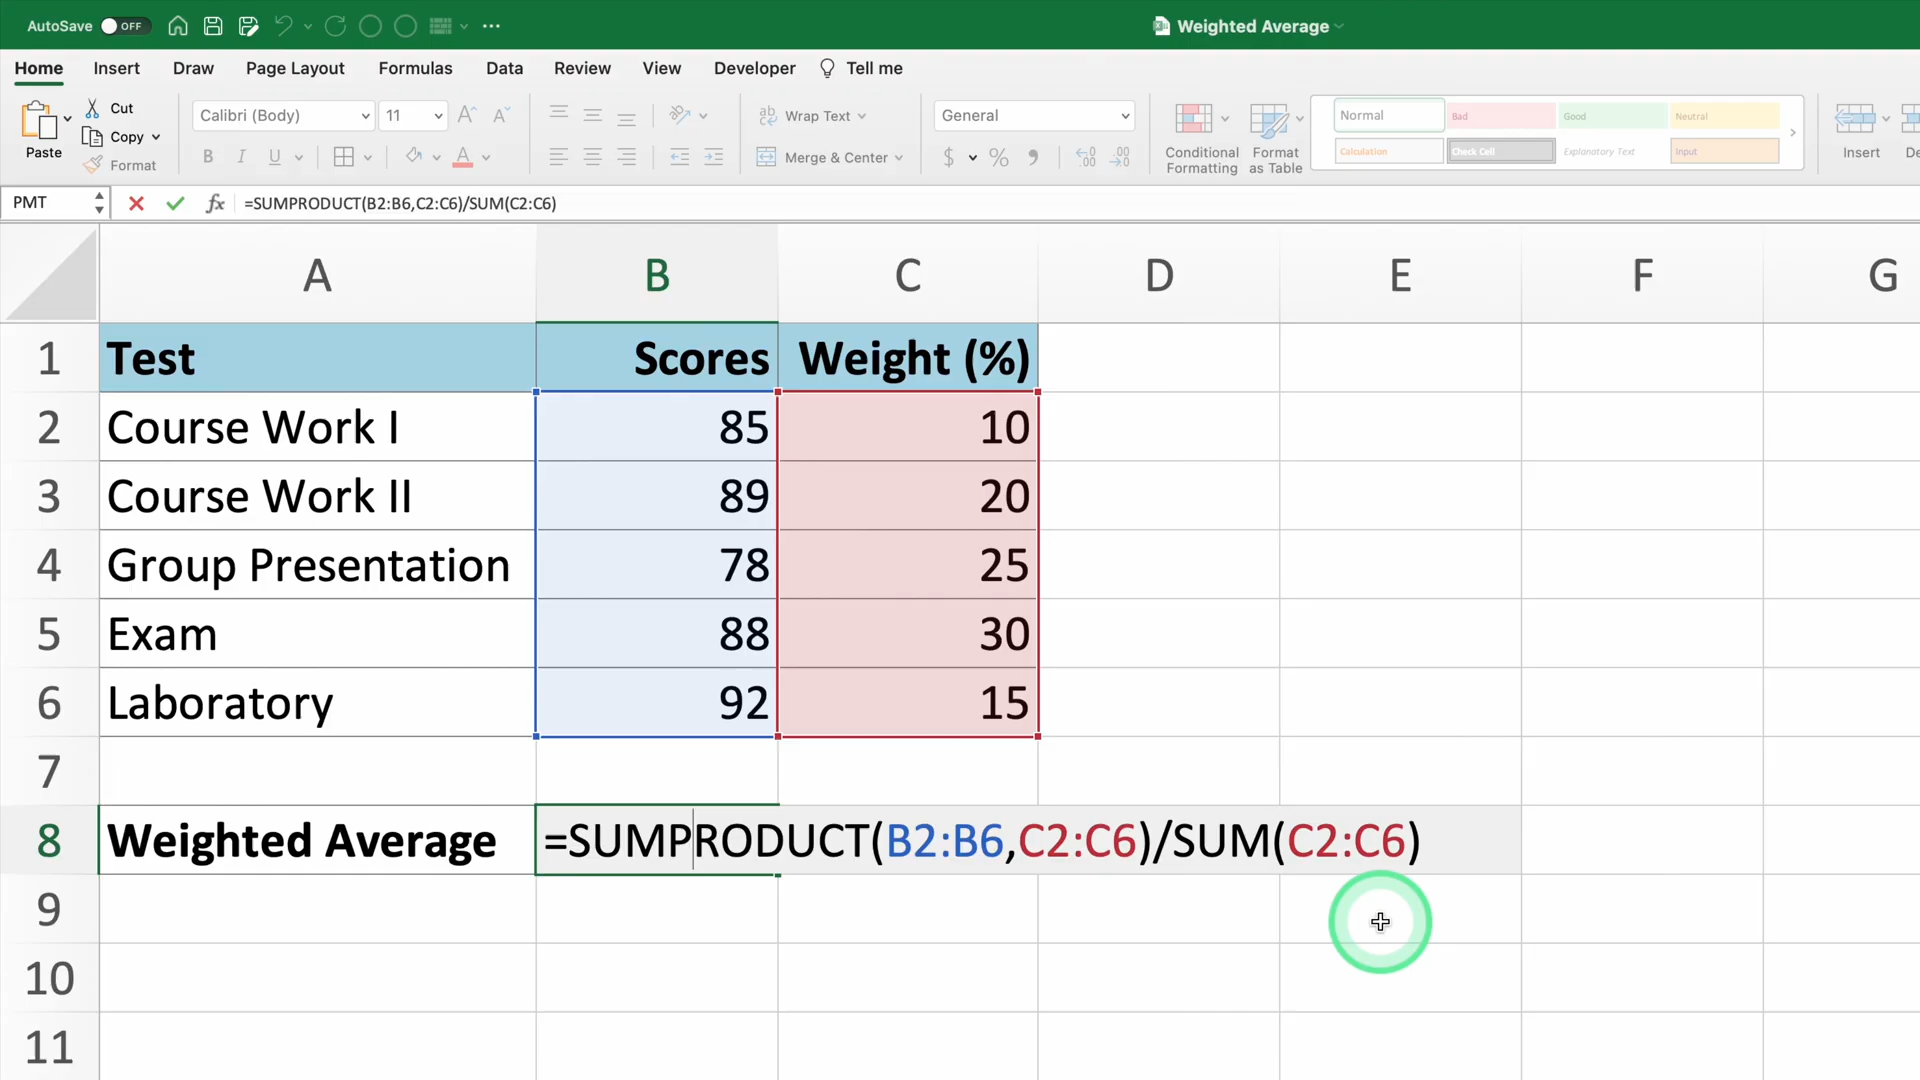 AutoSave OFF
Weighted Average
Home Insert Draw Page Layout Formulas Data Review View Developer Tell me
Paste
Cut
Copy
Format
Calibri (Body) 11
B I U
Wrap Text
Merge & Center
General
$ % 9
Conditional Formatting
Format as Table
Normal Bad Good Neutral
Calculation Check Cell Explanatory Text Input
Insert
PMT fx =SUMPRODUCT(B2:B6,C2:C6)/SUM(C2:C6)
A B C D E F G
1 Test Scores Weight (%)
2 Course Work I 85 10
3 Course Work II 89 20
4 Group Presentation 78 25
5 Exam 88 30
6 Laboratory 92 15
7
8 Weighted Average =SUMPRODUCT(B2:B6,C2:C6)/SUM(C2:C6)
9
10
11